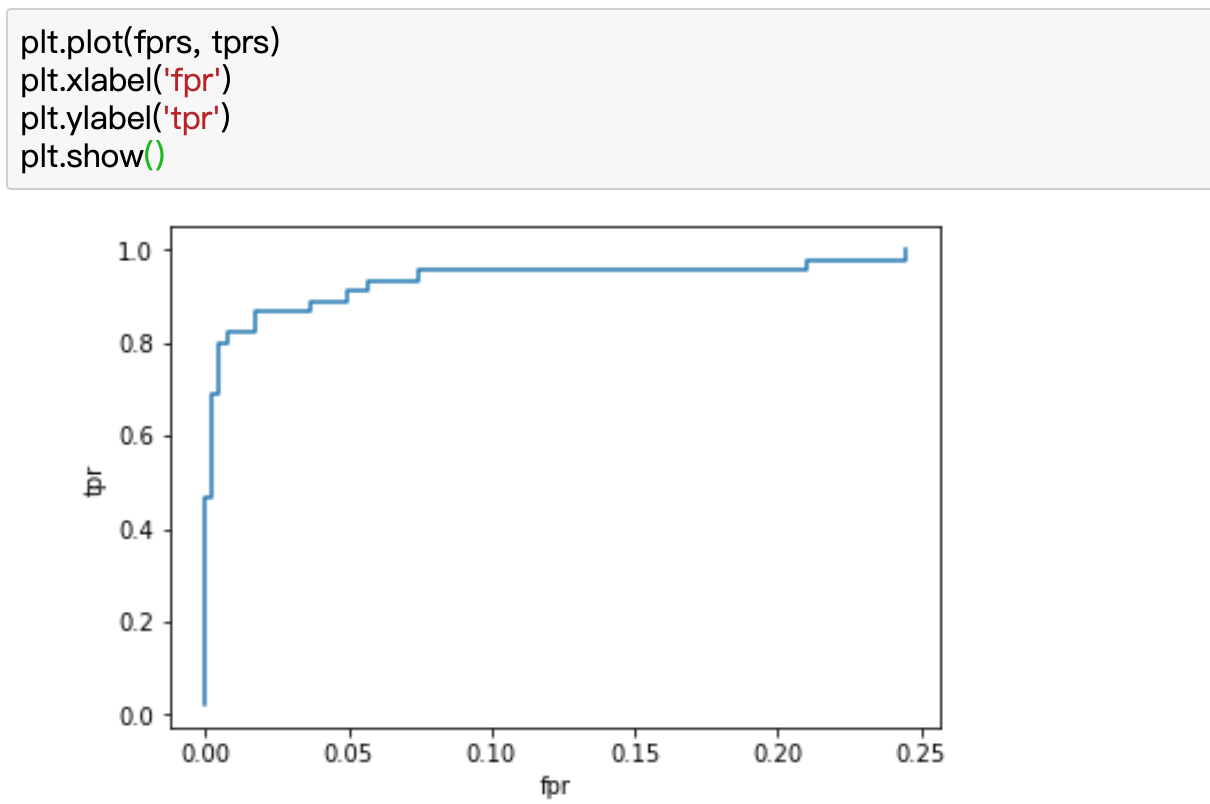 plt.plot(fprs, tprs)
plt.xlabel('fpr')
plt.ylabel('tpr')
plt.show()
1.0
0.8
0.6
0.4
0.2
0.0
tpr
0.00 0.05 0.10 0.15 0.20 0.25
fpr